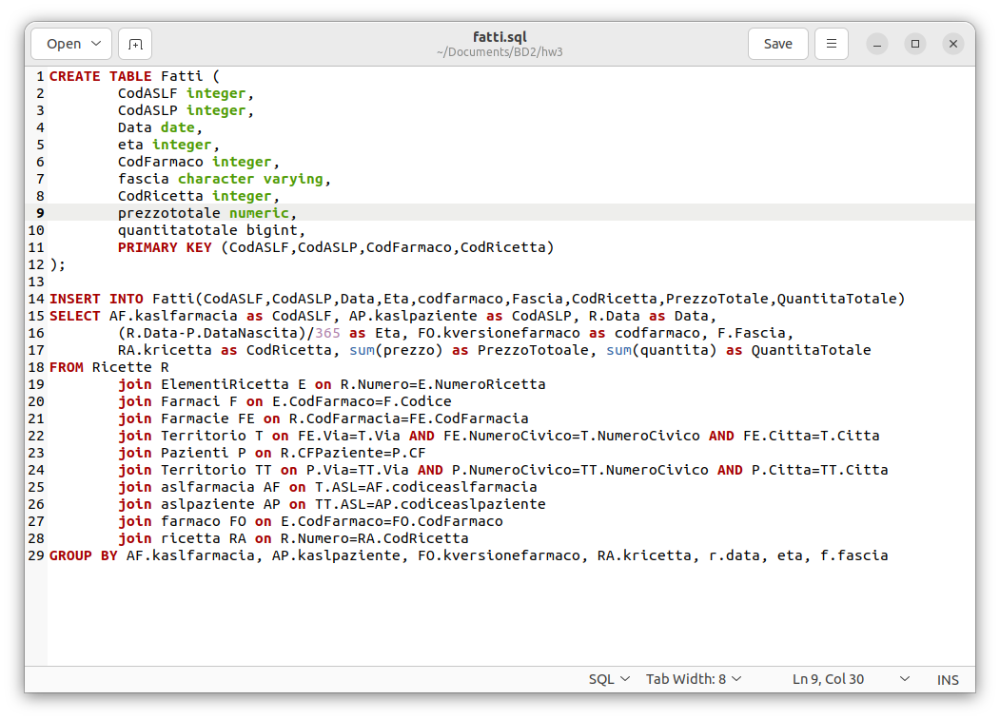 Open
fatti.sql
~/Documents/BD2/hw3
Save
1 CREATE TABLE Fatti (
2 CodASLF integer,
3 CodASLP integer,
4 Data date,
5 eta integer,
6 CodFarmaco integer,
7 fascia character varying,
8 CodRicetta integer,
9 prezzototale numeric,
10 quantitatotale bigint,
11 PRIMARY KEY (CodASLF,CodASLP,CodFarmaco,CodRicetta)
12 );
13
14 INSERT INTO Fatti(CodASLF,CodASLP,Data,Eta,codfarmaco,Fascia,CodRicetta,PrezzoTotale,QuantitaTotale)
15 SELECT AF.kaslfarmacia as CodASLF, AP.kaslpaziente as CodASLP, R.Data as Data,
16 (R.Data-P.DataNascita)/365 as Eta, FO.kversionefarmaco as codfarmaco, F.Fascia,
17 RA.kricetta as CodRicetta, sum(prezzo) as PrezzoTotoale, sum(quantita) as QuantitaTotale
18 FROM Ricette R
19 join ElementiRicetta E on R.Numero=E.NumeroRicetta
20 join Farmaci F on E.CodFarmaco=F.Codice
21 join Farmacie FE on R.CodFarmacia=FE.CodFarmacia
22 join Territorio T on FE.Via=T.Via AND FE.NumeroCivico=T.NumeroCivico AND FE.Citta=T.Citta
23 join Pazienti P on R.CFPaziente=P.CF
24 join Territorio TT on P.Via=TT.Via AND P.NumeroCivico=TT.NumeroCivico AND P.Citta=TT.Citta
25 join aslfarmacia AF on T.ASL=AF.codiceaslfarmacia
26 join aslpaziente AP on TT.ASL=AP.codiceaslpaziente
27 join farmaco FO on E.CodFarmaco=FO.CodFarmaco
28 join ricetta RA on R.Numero=RA.CodRicetta
29 GROUP BY AF.kaslfarmacia, AP.kaslpaziente, FO.kversionefarmaco, RA.kricetta, r.data, eta, f.fascia
SQL Tab Width: 8 Ln 9, Col 30 INS